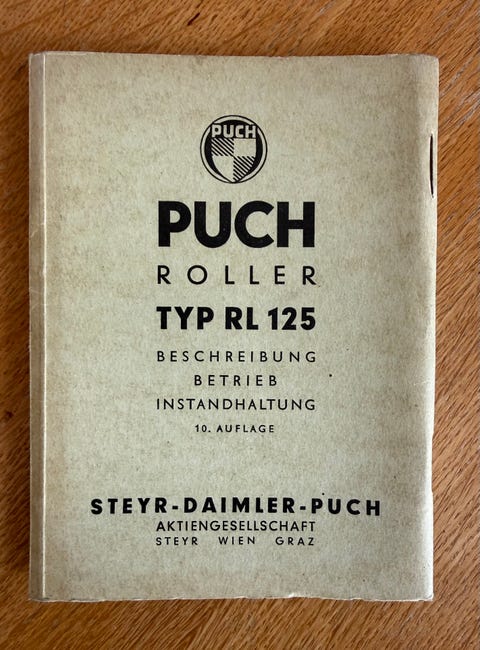 PUCH
PUCH
ROLLER
TYP RL 125
BESCHREIBUNG
BETRIEB
INSTANDHALTUNG
10. AUFLAGE
STEYR-DAIMLER-PUCH
AKTIENGESELLSCHAFT
STEYR WIEN GRAZ